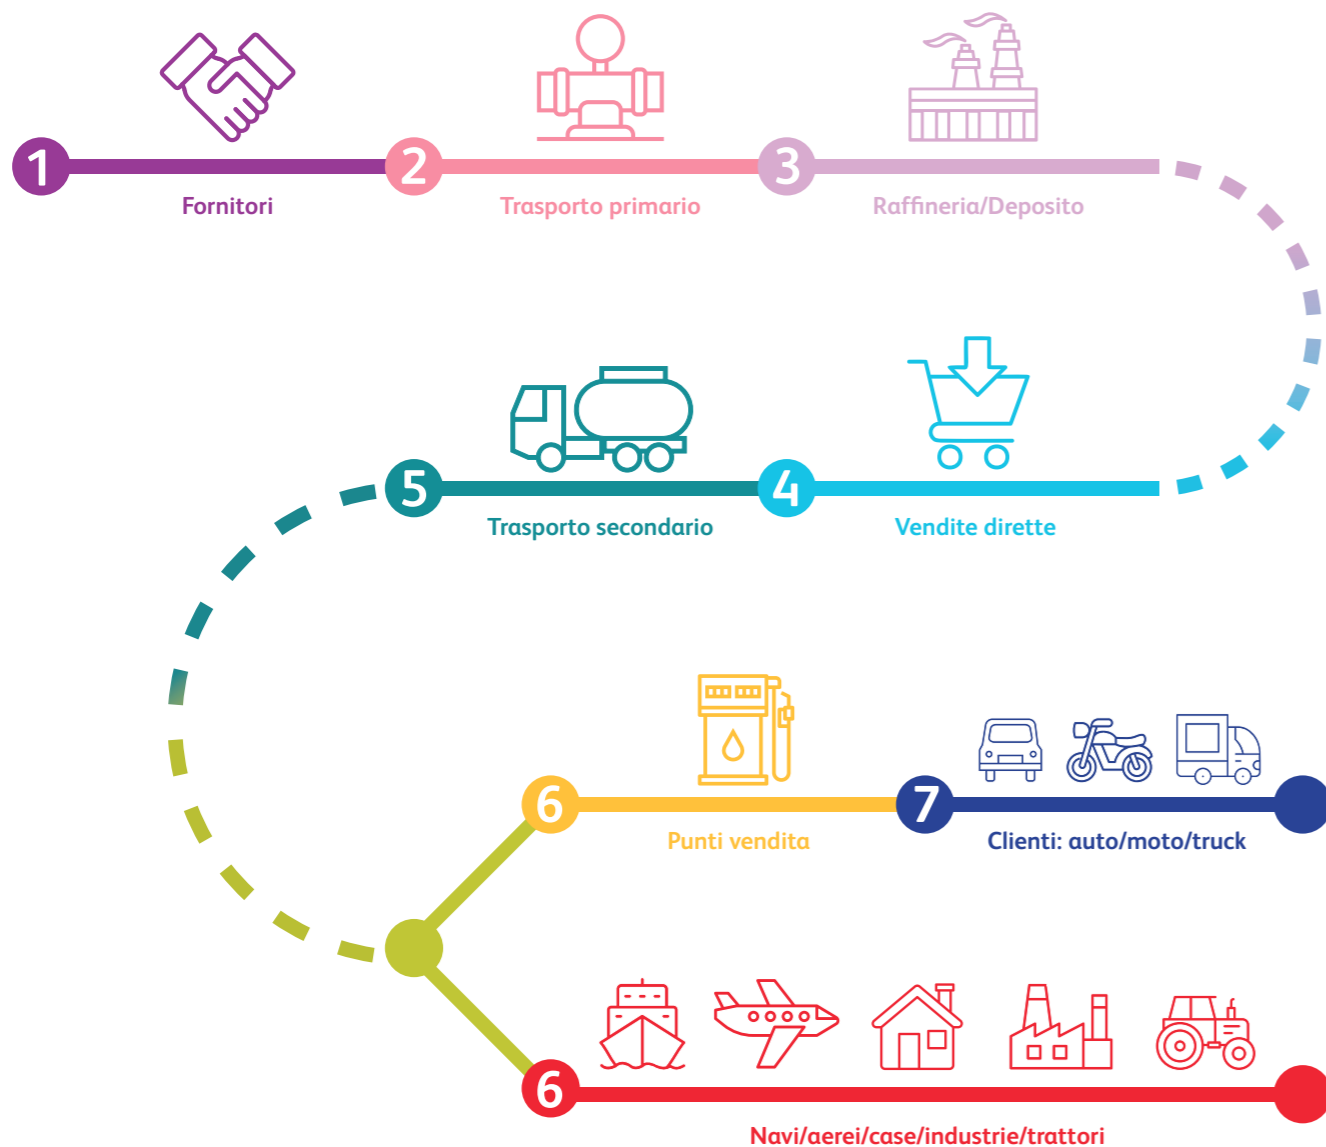 1
2
3
Fornitori
Trasporto primario
Raffineria/Deposito
5
4
Trasporto secondario
Vendite dirette
6
7
Punti vendita
Clienti: auto/moto/truck
6
Navi/aerei/case/industrie/trattori